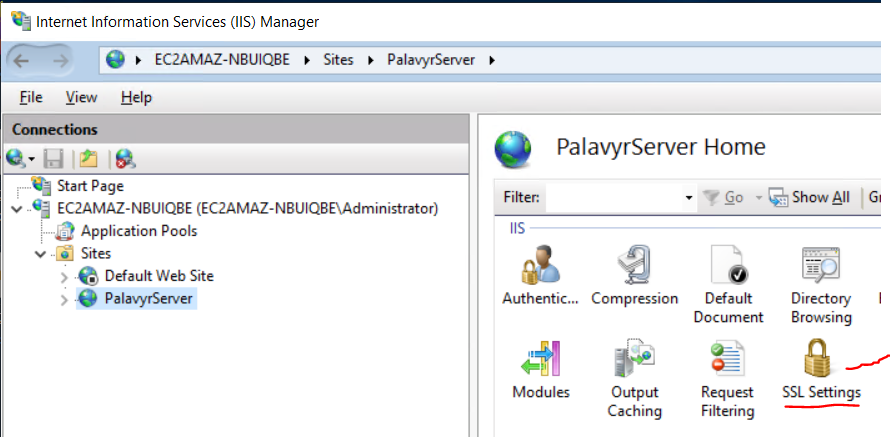 Internet Information Services (IIS) Manager
EC2AMAZ-NBUIQBE Sites PalavyrServer
File View Help
Connections
Start Page
EC2AMAZ-NBUIQBE (EC2AMAZ-NBUIQBE\Administrator)
Application Pools
Sites
Default Web Site
PalavyrServer
PalavyrServer Home
Filter: Go Show All
IIS
Authentic... Compression Default Directory
Document Browsing
Modules Output Request SSL Settings
Caching Filtering